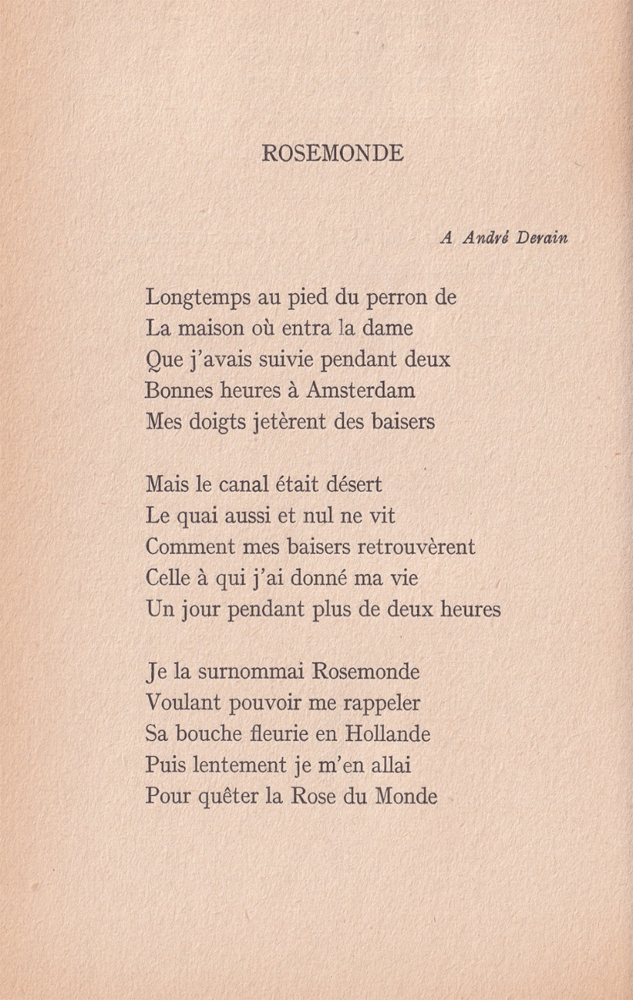 ROSEMONDE
A André Derain
Longtemps au pied du perron de
La maison où entra la dame
Que j'avais suivie pendant deux
Bonnes heures à Amsterdam
Mes doigts jetèrent des baisers
Mais le canal était désert
Le quai aussi et nul ne vit
Comment mes baisers retrouvèrent
Celle à qui j'ai donné ma vie
Un jour pendant plus de deux heures
Je la surnommai Rosemonde
Voulant pouvoir me rappeler
Sa bouche fleurie en Hollande
Puis lentement je m'en allai
Pour quêter la Rose du Monde